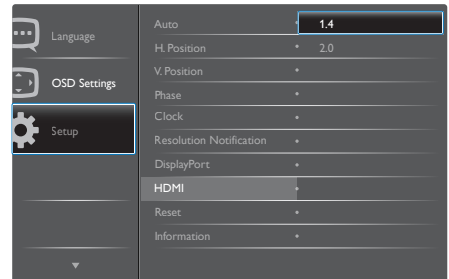 Language
OSD Settings
Setup
Auto
H. Position
V. Position
Phase
Clock
Resolution Notification
DisplayPort
HDMI
Reset
Information
1.4
2.0